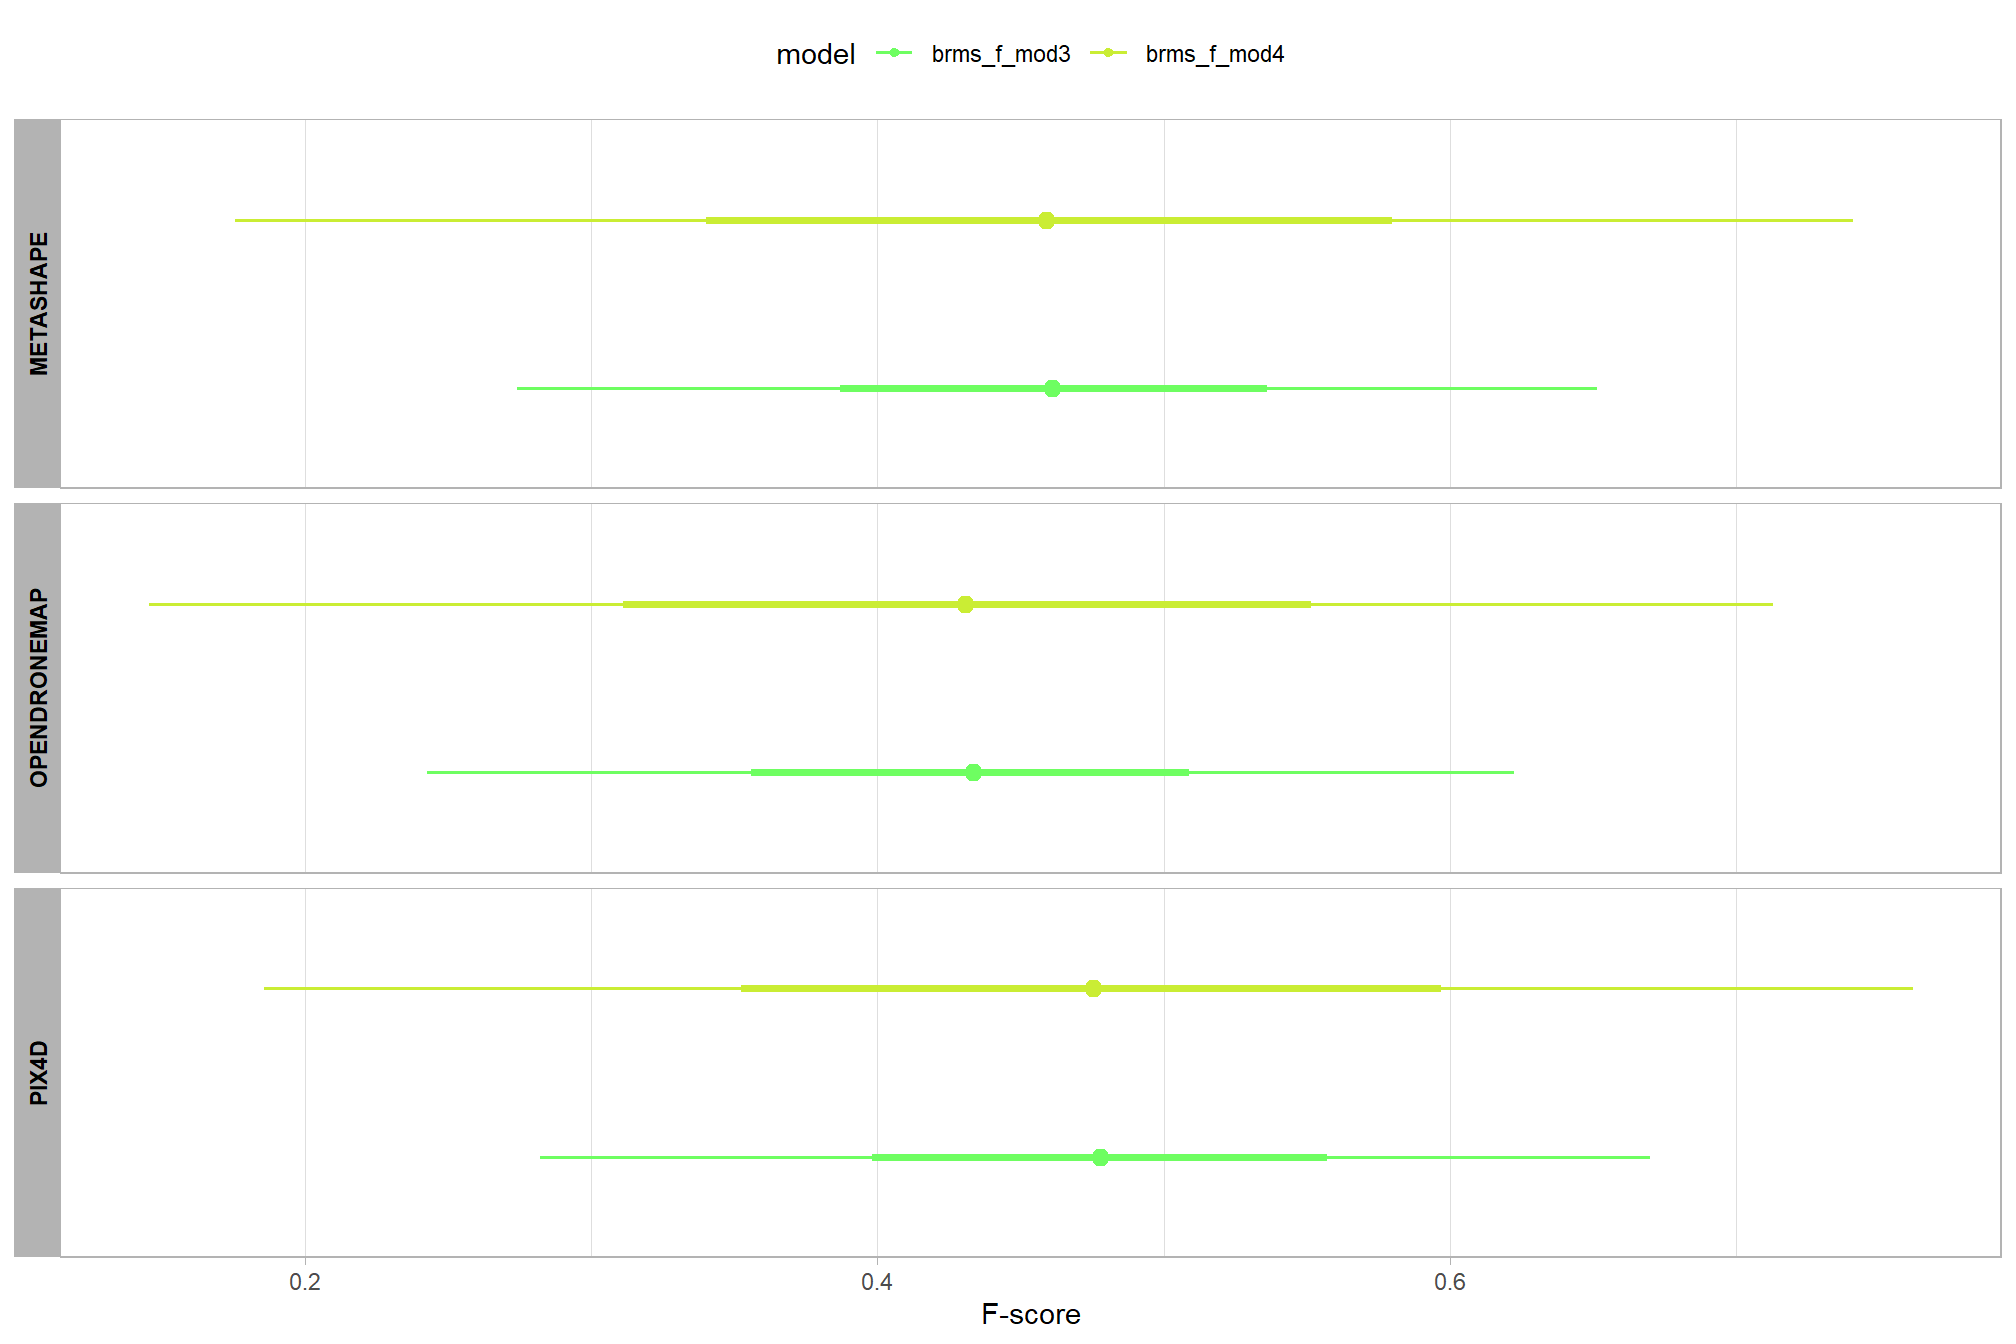 model brms_f_mod3 brms_f_mod4
METASHAPE
OPENDRONEMAP
PIX4D
0.2 0.4 0.6
F-score